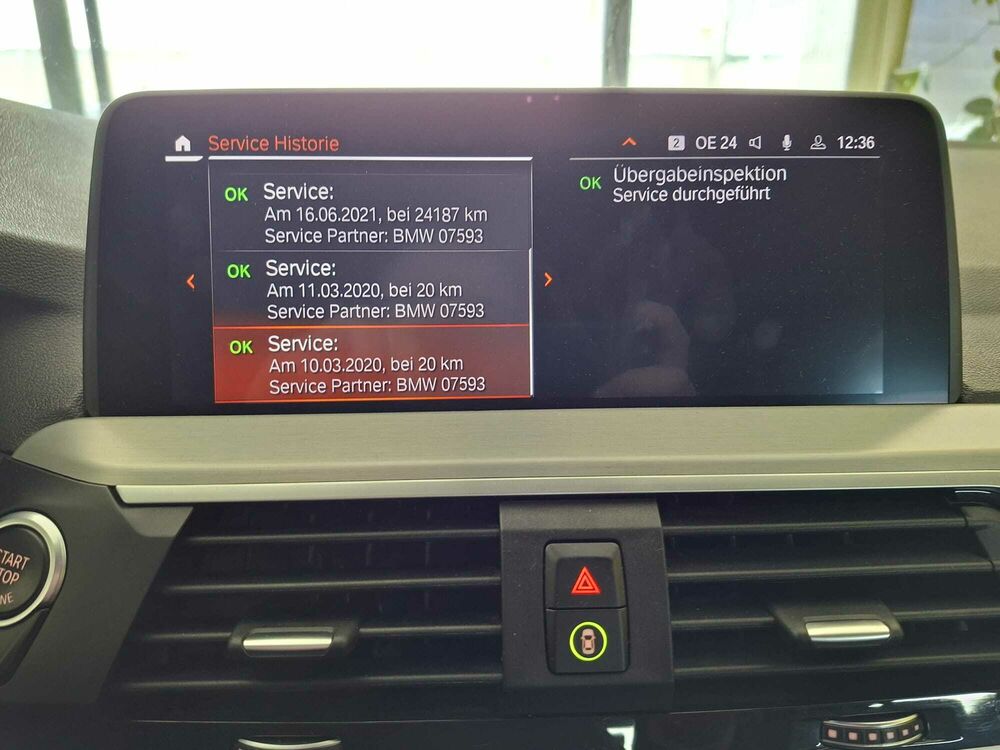 Service Historie
2 OE 24 12:36
OK Service:
Am 16.06.2021, bei 24187 km
Service Partner: BMW 07593
OK Service:
Am 11.03.2020, bei 20 km
Service Partner: BMW 07593
OK Service:
Am 10.03.2020, bei 20 km
Service Partner: BMW 07593
OK Übergabeinspektion
Service durchgeführt
START
STOP